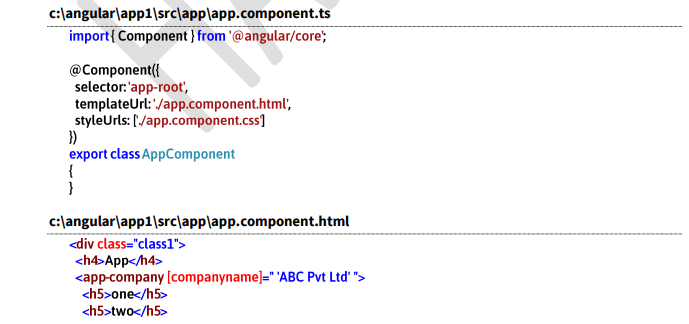 c:\angular\app1\src\app\app.component.ts
import { Component } from '@angular/core';
@Component({
selector: 'app-root',
templateUrl: './app.component.html',
styleUrls: ['./app.component.css']
})
export class AppComponent
{
}
c:\angular\app1\src\app\app.component.html
<div class="class1">
<h4>App</h4>
<app-company [companyname]=" 'ABC Pvt Ltd' ">
<h5>one</h5>
<h5>two</h5>